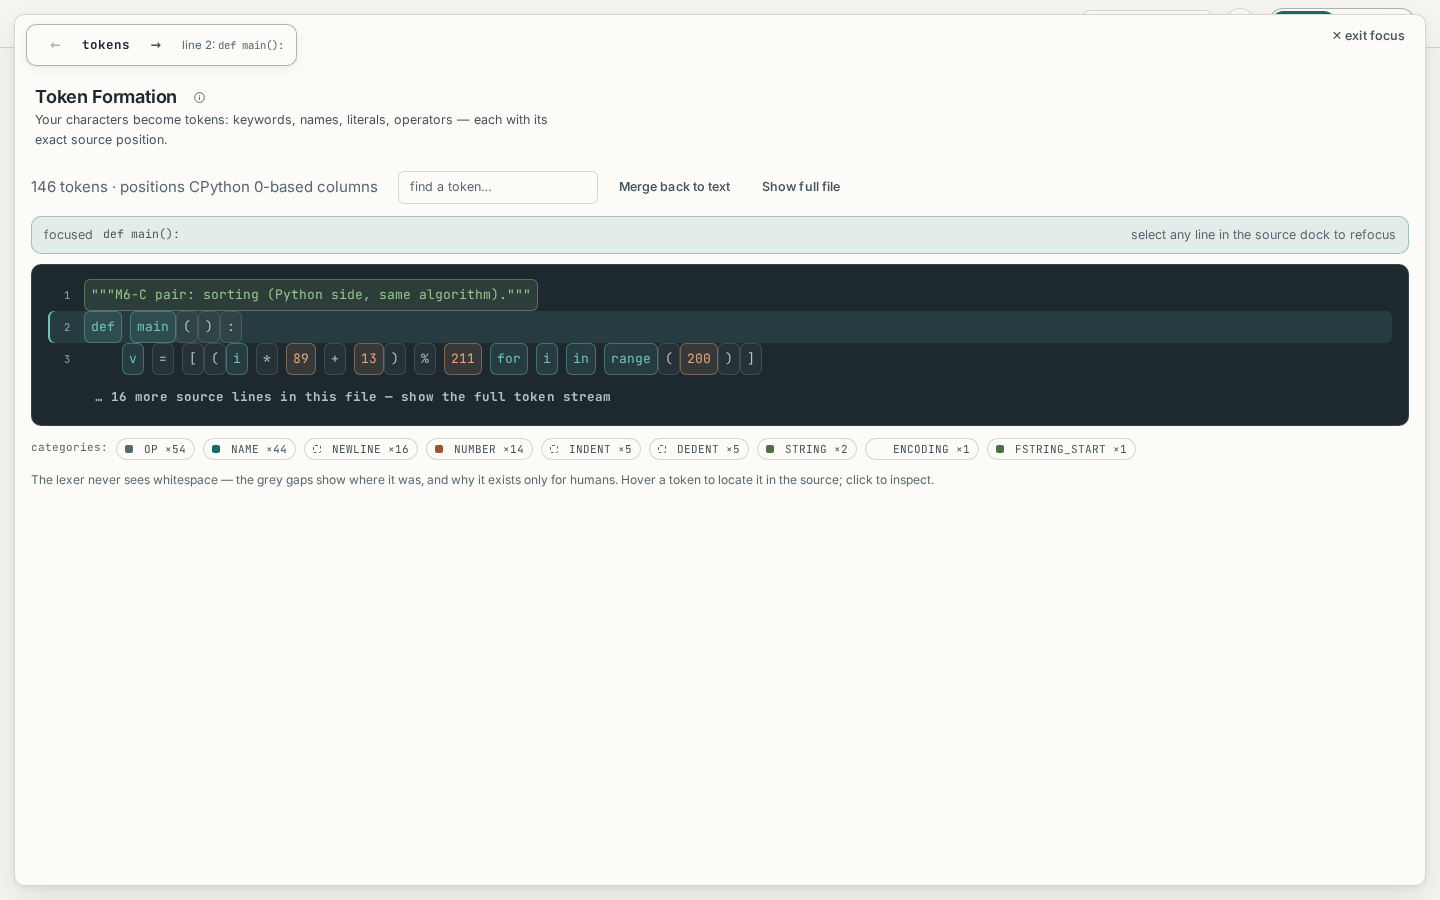 ← tokens → line 2: def main():
✕ exit focus
Token Formation ⓘ
Your characters become tokens: keywords, names, literals, operators — each with its
exact source position.
146 tokens · positions CPython 0-based columns
find a token...
Merge back to text
Show full file
focused def main():
select any line in the source dock to refocus
1 """M6-C pair: sorting (Python side, same algorithm)."""
2 def main ( ) :
3 v = [ ( i * 89 + 13 ) % 211 for i in range ( 200 ) ]
… 16 more source lines in this file — show the full token stream
categories: OP ×54 NAME ×44 NEWLINE ×16 NUMBER ×14 INDENT ×5 DEDENT ×5 STRING ×2 ENCODING ×1 FSTRING_START ×1
The lexer never sees whitespace — the grey gaps show where it was, and why it exists only for humans. Hover a token to locate it in the source; click to inspect.